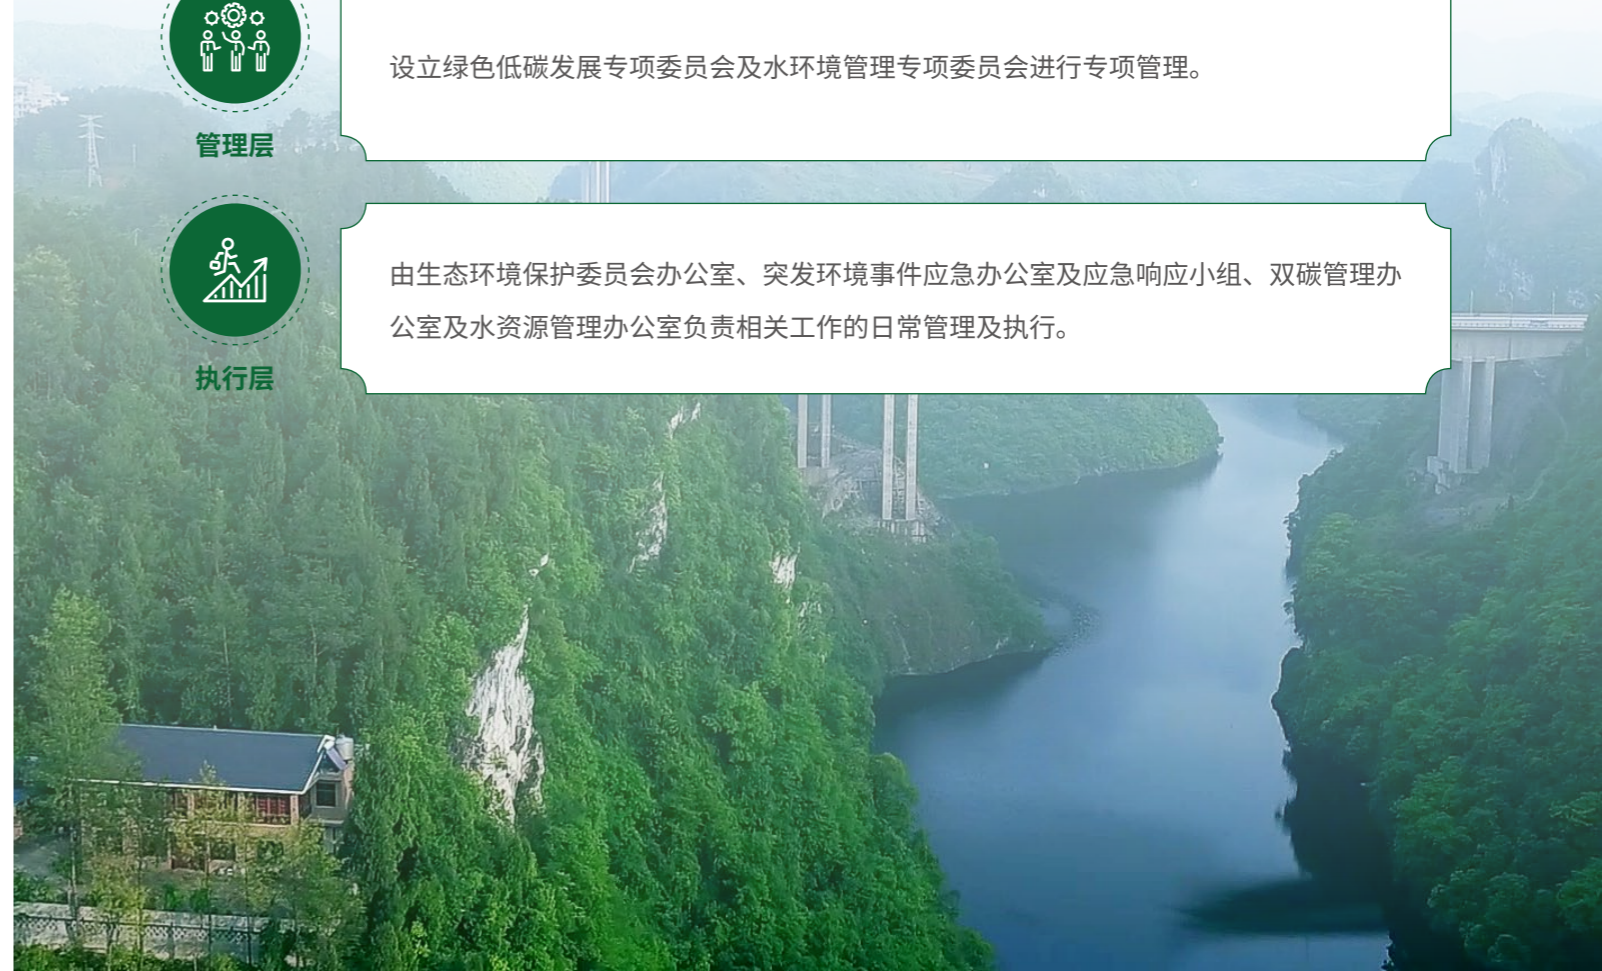 设立绿色低碳发展专项委员会及水环境管理专项委员会进行专项管理。
管理层
由生态环境保护委员会办公室、突发环境事件应急办公室及应急响应小组、双碳管理办
公室及水资源管理办公室负责相关工作的日常管理及执行。
执行层